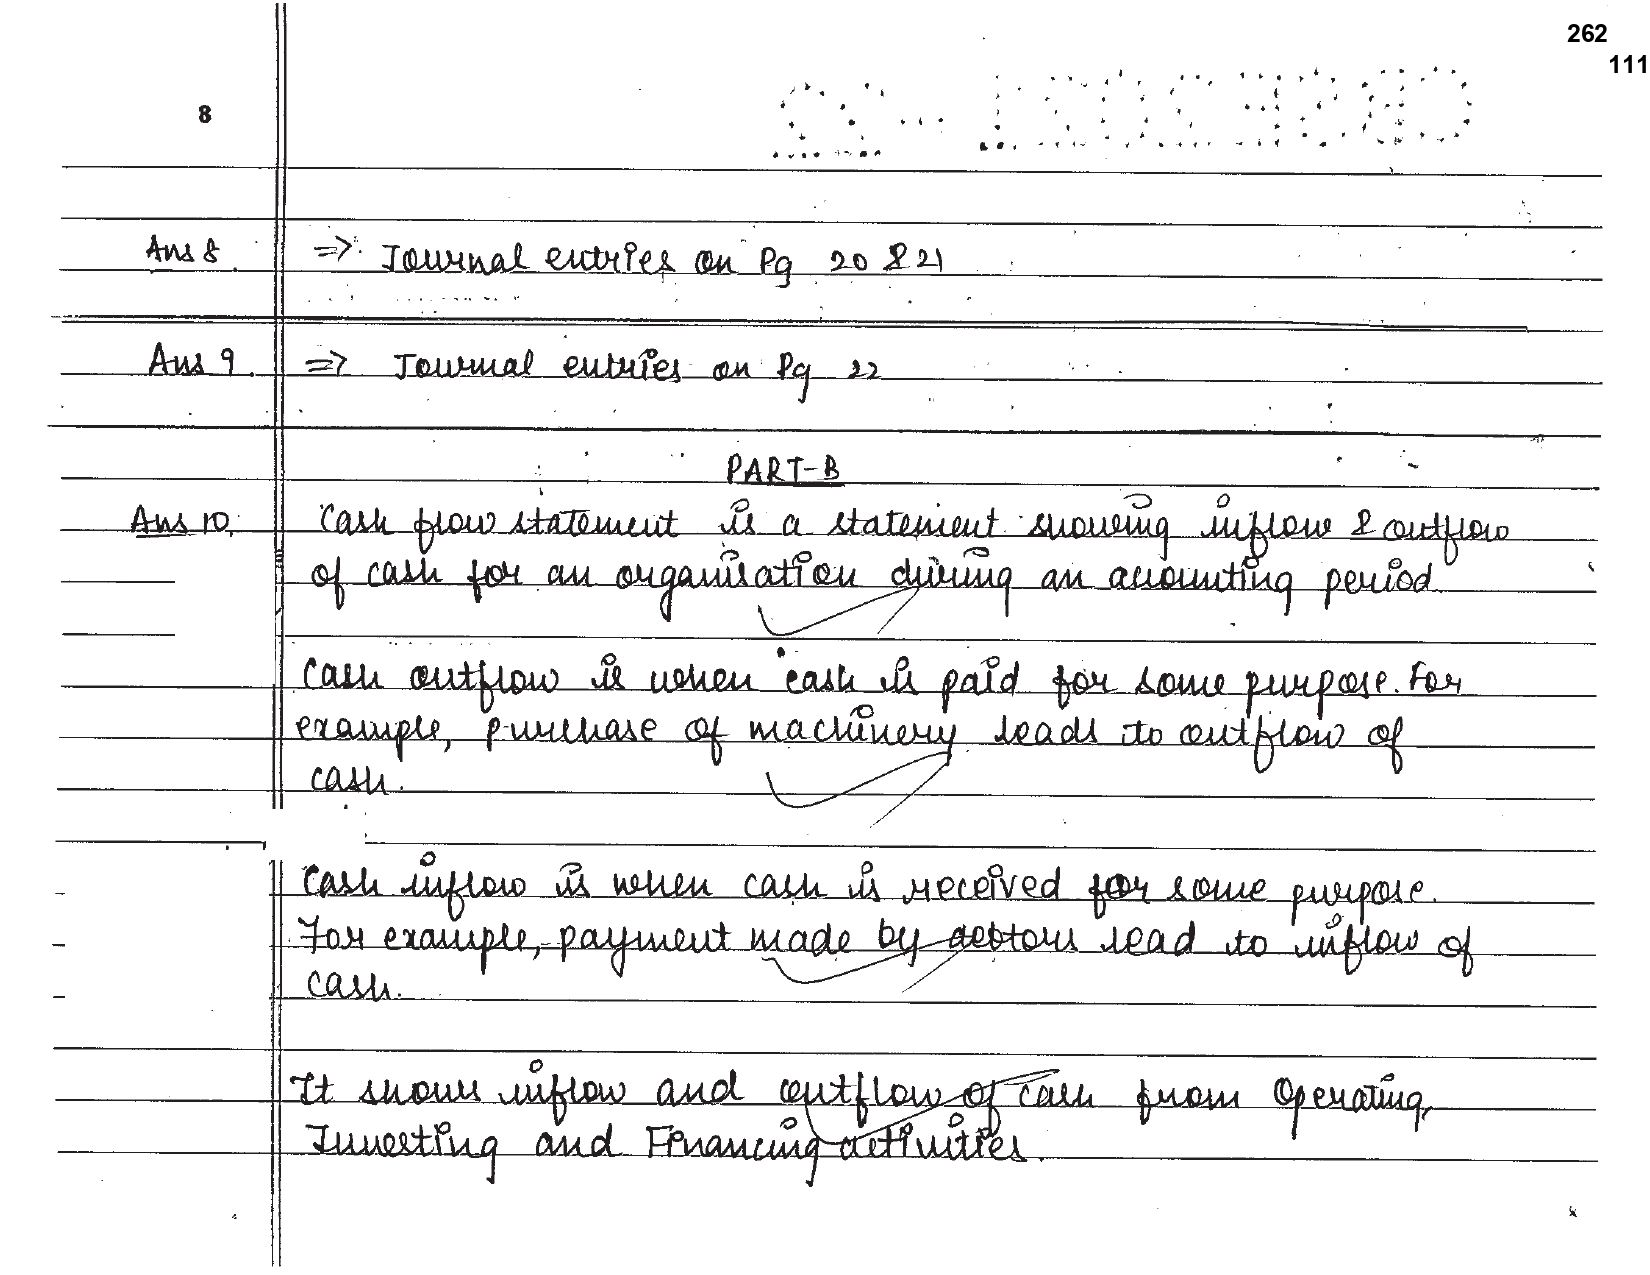 262
111
8
Ans 8 => Journal entries on Pg 20 & 21
Ans 9. => Journal entries on Pg 22
PART-B
Ans 10. Cash flow statement is a statement showing inflow & outflow
of cash for an organisation during an accounting period.
Cash outflow is when cash is paid for some purpose. For
example, purchase of machinery leads to outflow of
cash.
Cash inflow is when cash is received for some purpose.
For example, payment made by debtors lead to inflow of
cash.
It shows inflow and outflow of cash from Operating,
Investing and Financing activities.